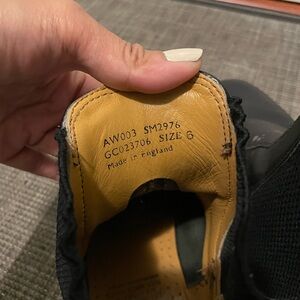 AW003 SM2976
GC023706 SIZE 6
Made in England